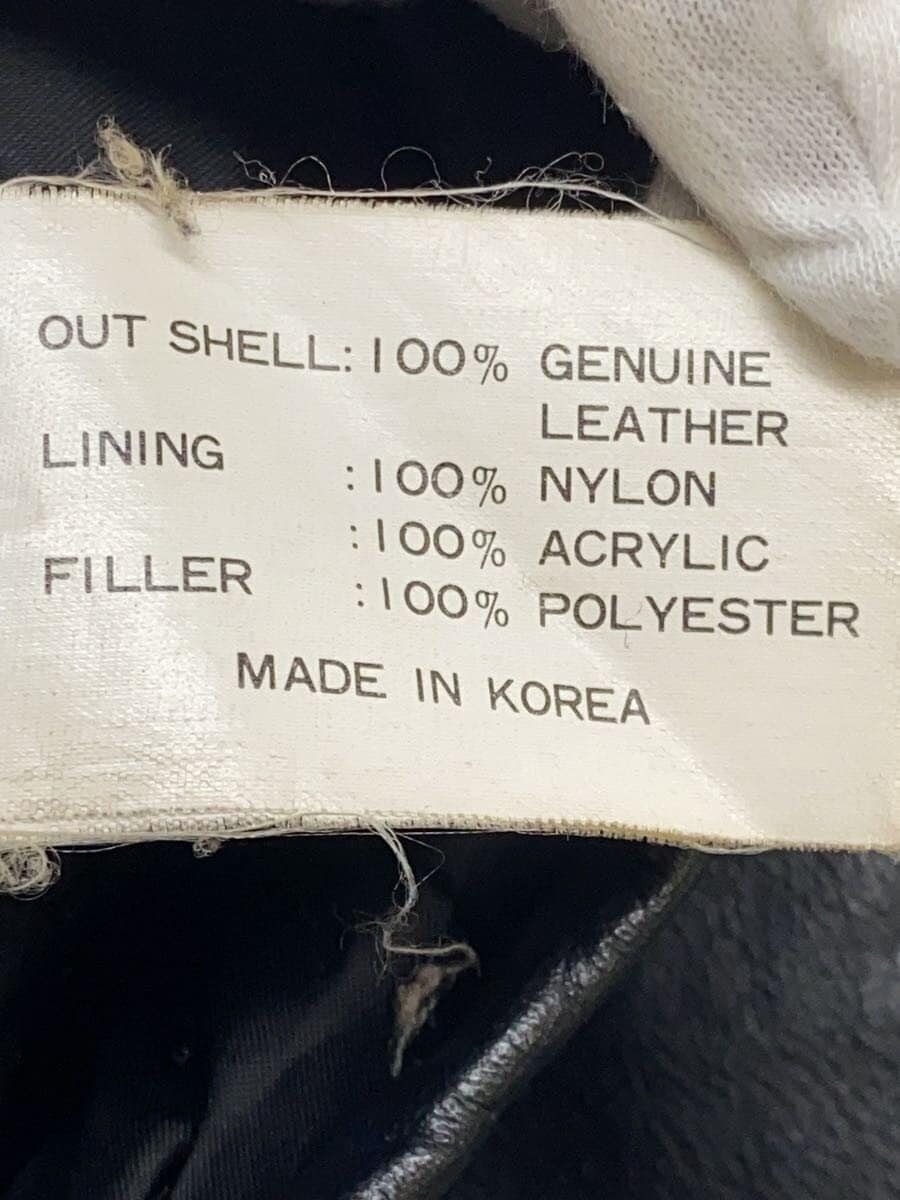 OUT SHELL: 100% GENUINE
LEATHER
LINING :100% NYLON
:100% ACRYLIC
FILLER :100% POLYESTER
MADE IN KOREA